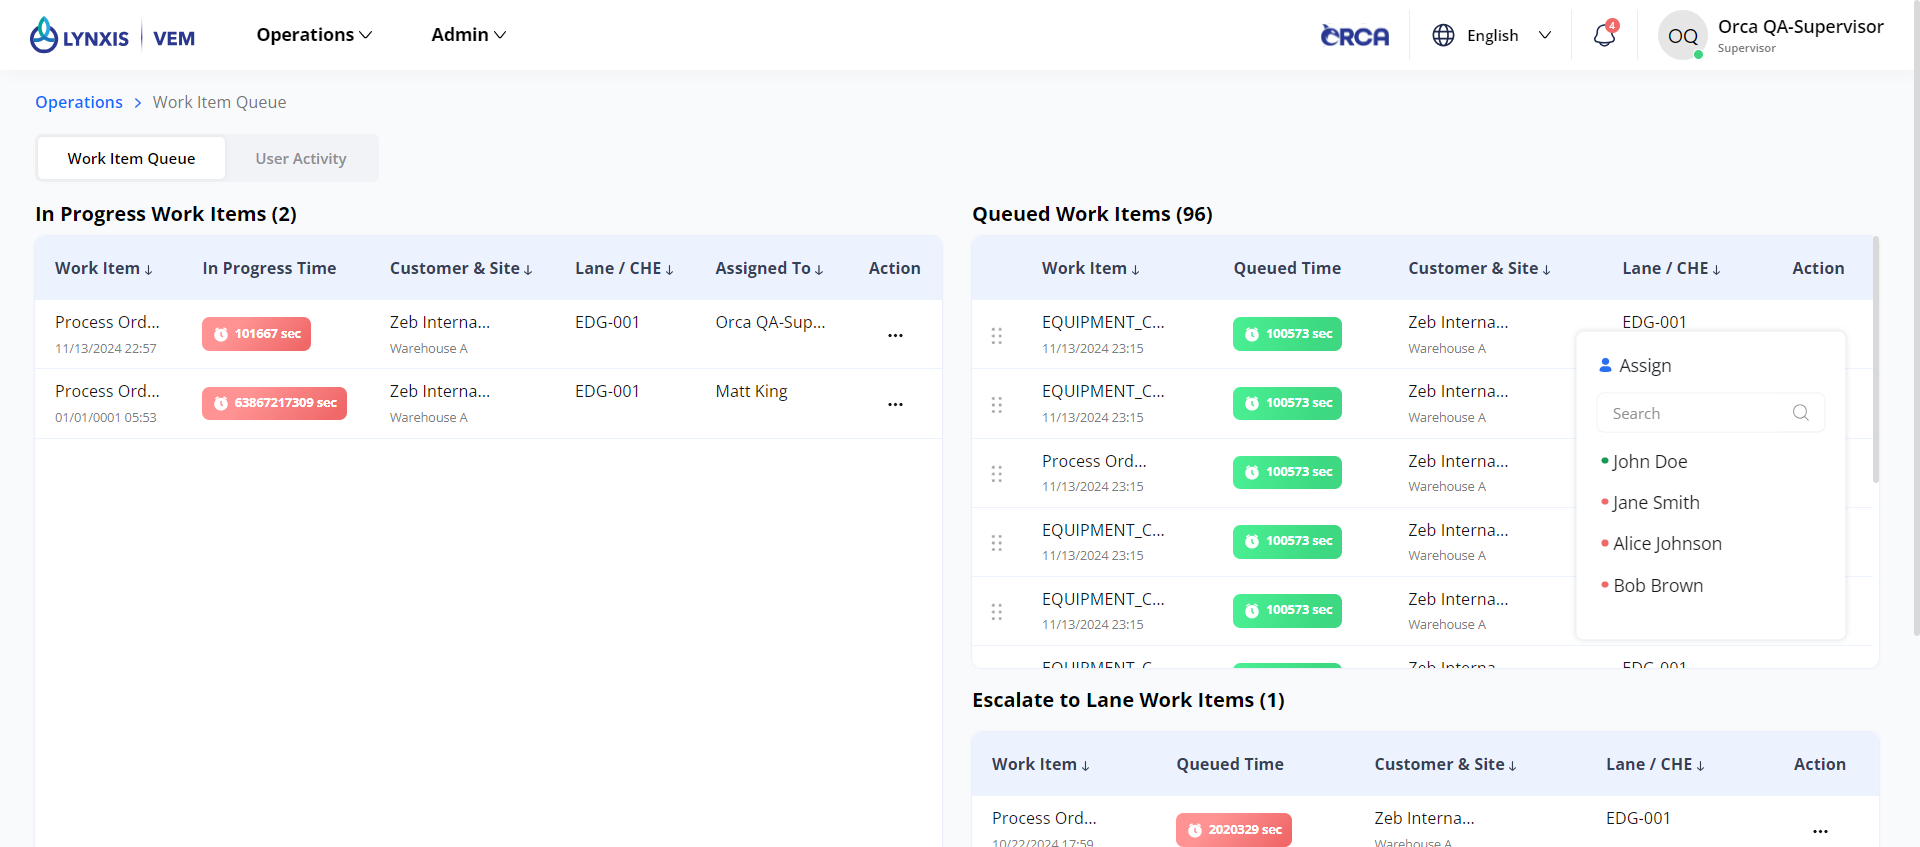 LYNXIS VEM
Operations
Admin
ORCA
English
4
OQ
Orca QA-Supervisor
Supervisor
Operations > Work Item Queue
Work Item Queue
User Activity
In Progress Work Items (2)
Work Item ↓ In Progress Time Customer & Site ↓ Lane / CHE ↓ Assigned To ↓ Action
Process Ord... 101667 sec Zeb Interna... EDG-001 Orca QA-Sup... ...
11/13/2024 22:57 Warehouse A
Process Ord... 63867217309 sec Zeb Interna... EDG-001 Matt King ...
01/01/0001 05:53 Warehouse A
Queued Work Items (96)
Work Item ↓ Queued Time Customer & Site ↓ Lane / CHE ↓ Action
EQUIPMENT_C... 100573 sec Zeb Interna... EDG-001
11/13/2024 23:15 Warehouse A
EQUIPMENT_C... 100573 sec Zeb Interna...
11/13/2024 23:15 Warehouse A
Process Ord... 100573 sec Zeb Interna...
11/13/2024 23:15 Warehouse A
EQUIPMENT_C... 100573 sec Zeb Interna...
11/13/2024 23:15 Warehouse A
EQUIPMENT_C... 100573 sec Zeb Interna...
11/13/2024 23:15 Warehouse A
EQUIPMENT_C... Zeb Interna... EDG-001
Assign
Search
John Doe
Jane Smith
Alice Johnson
Bob Brown
Escalate to Lane Work Items (1)
Work Item ↓ Queued Time Customer & Site ↓ Lane / CHE ↓ Action
Process Ord... 2020329 sec Zeb Interna... EDG-001 ...
10/22/2024 17:59 Warehouse A